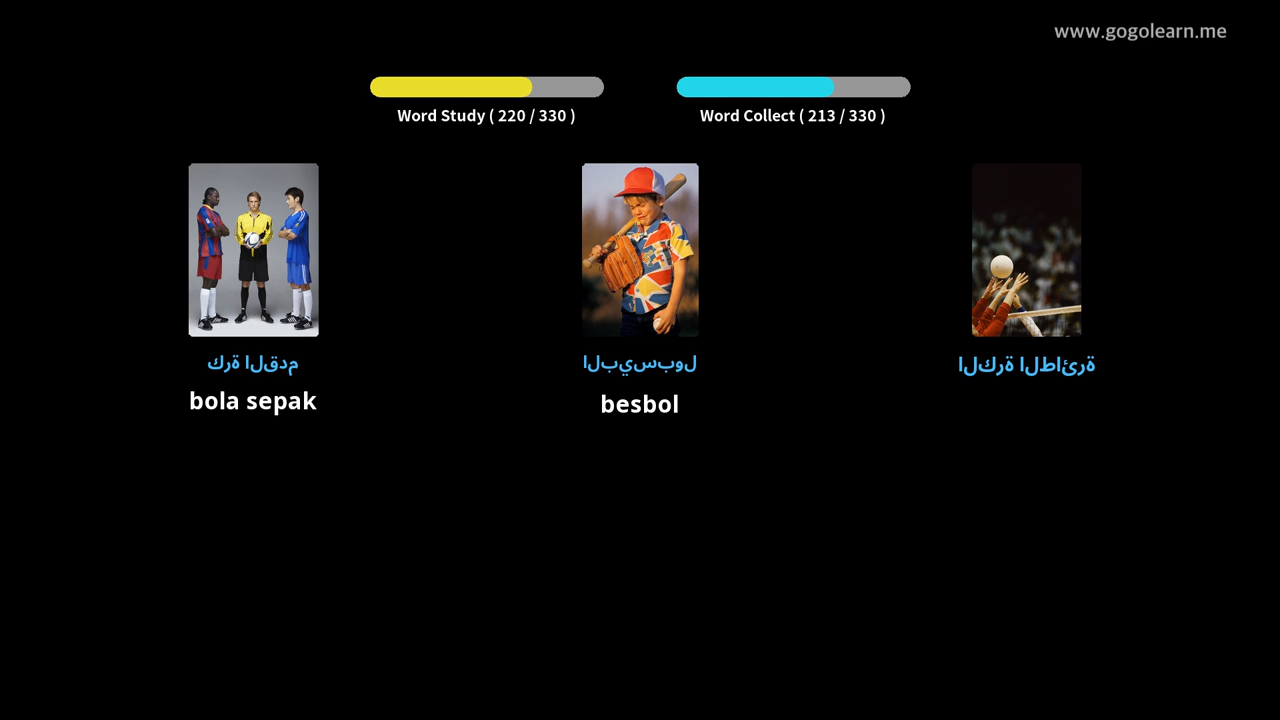 www.gogolearn.me
Word Study ( 220 / 330 )
Word Collect ( 213 / 330 )
كرة القدم
البيسبول
الكرة الطائرة
bola sepak
besbol